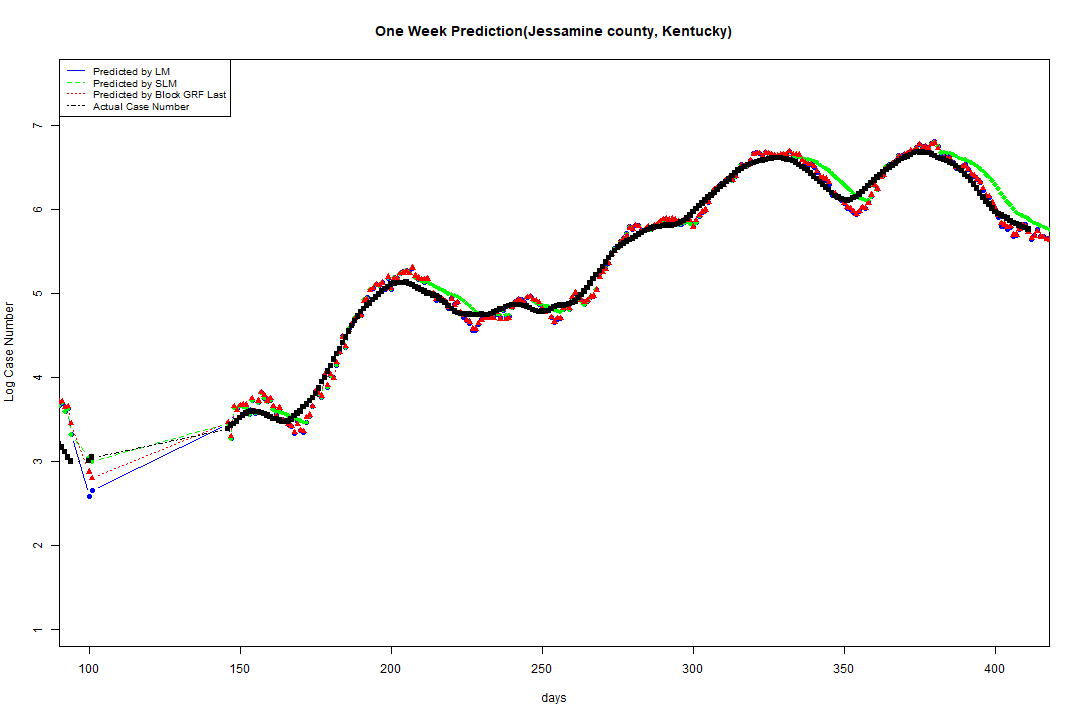 One Week Prediction(Jessamine county, Kentucky)
Predicted by LM
Predicted by SLM
Predicted by Block GRF Last
Actual Case Number
7
6
5
4
3
2
1
Log Case Number
100 150 200 250 300 350 400
days